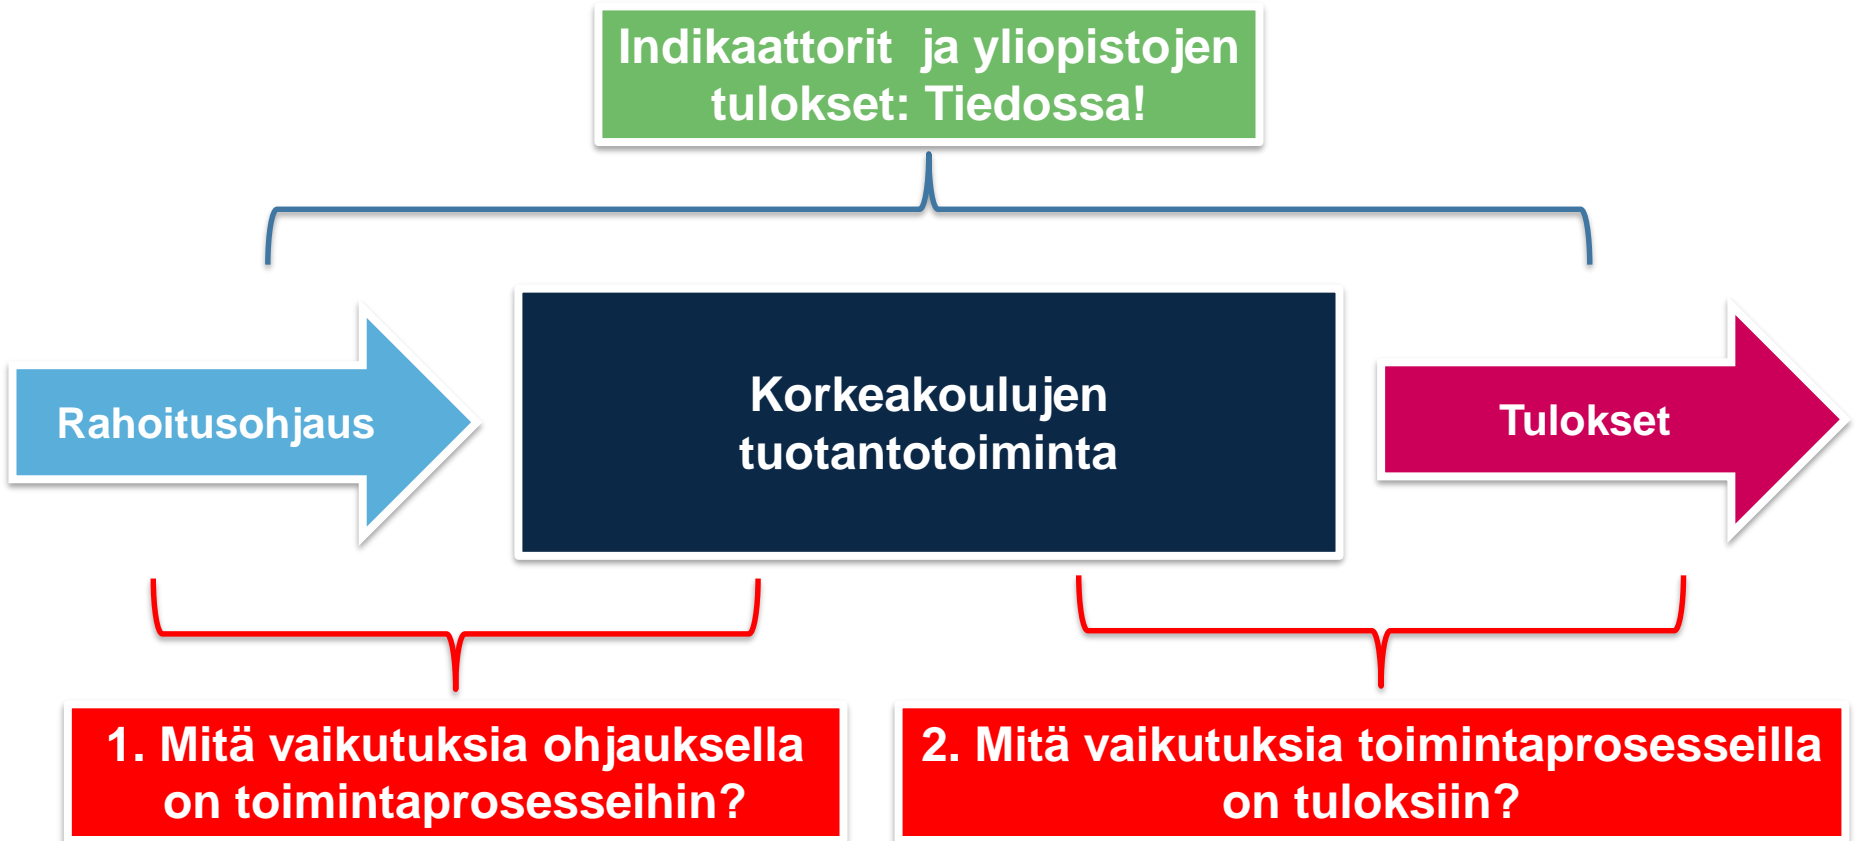 Indikaattorit ja yliopistojen
tulokset: Tiedossa!
Rahoitusohjaus
Korkeakoulujen
tuotantotoiminta
Tulokset
1. Mitä vaikutuksia ohjauksella
on toimintaprosesseihin?
2. Mitä vaikutuksia toimintaprosesseilla
on tuloksiin?